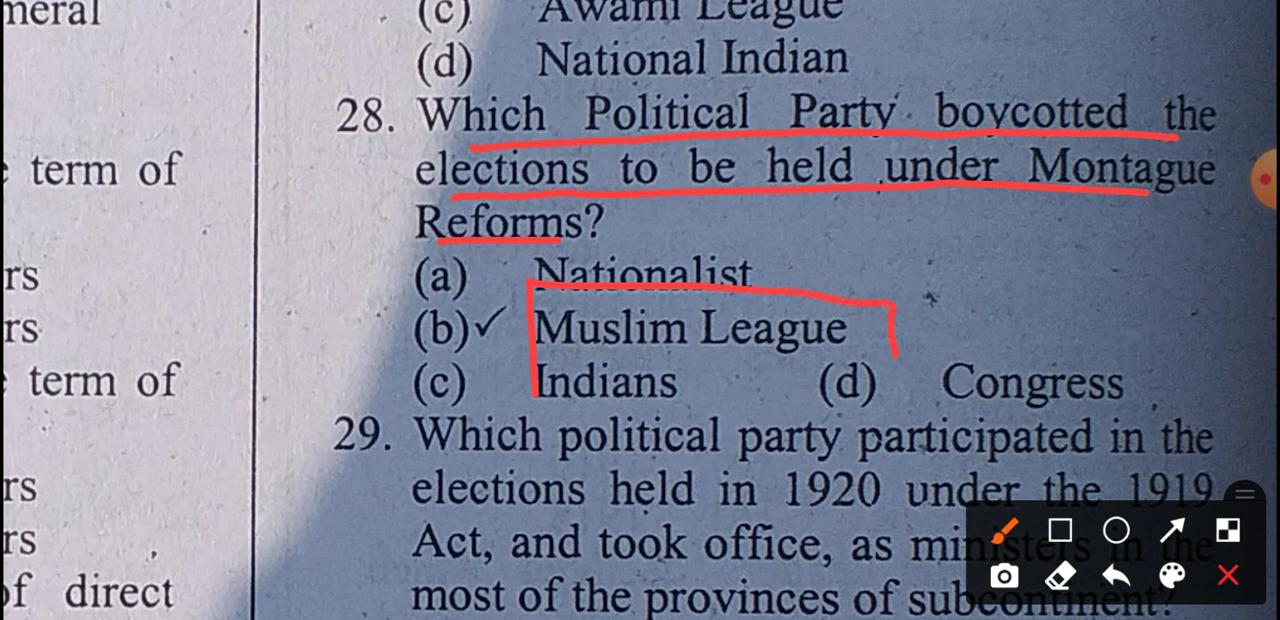 neral
term of
rs
rs
term of
rs
rs
of direct
(c) Awami League
(d) National Indian
28. Which Political Party boycotted the
elections to be held under Montague
Reforms?
(a) Nationalist
(b)✓ Muslim League
(c) Indians (d) Congress
29. Which political party participated in the
elections held in 1920 under the 1919
Act, and took office, as ministers in the
most of the provinces of subcontinent?